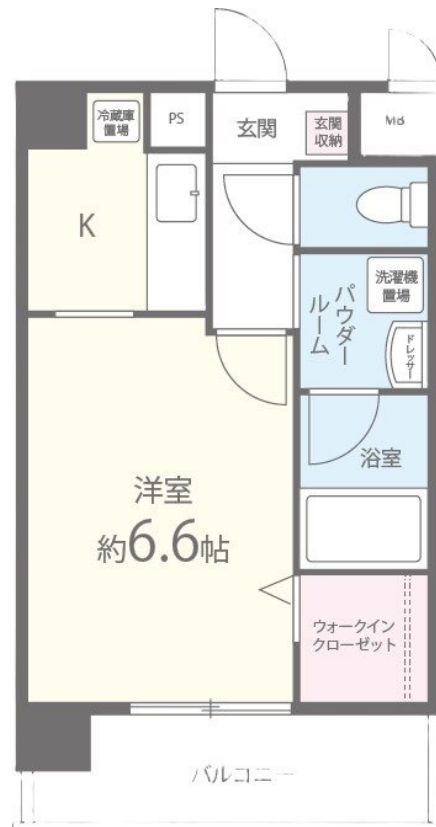 冷蔵庫
置場
PS
玄関
玄関
収納
Mb
K
洗濯機
置場
パウダー
ルーム
ドレッサー
浴室
洋室
約6.6帖
ウォークイン
クローゼット
バルコニー